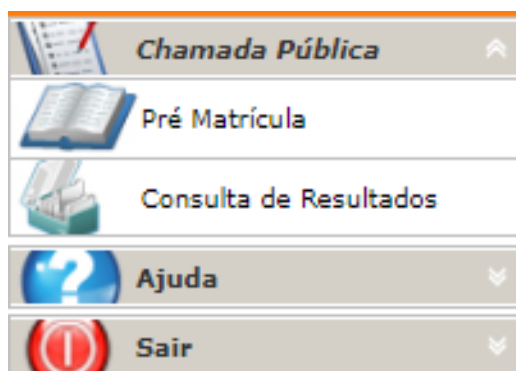 Chamada Pública
Pré Matrícula
Consulta de Resultados
Ajuda
Sair